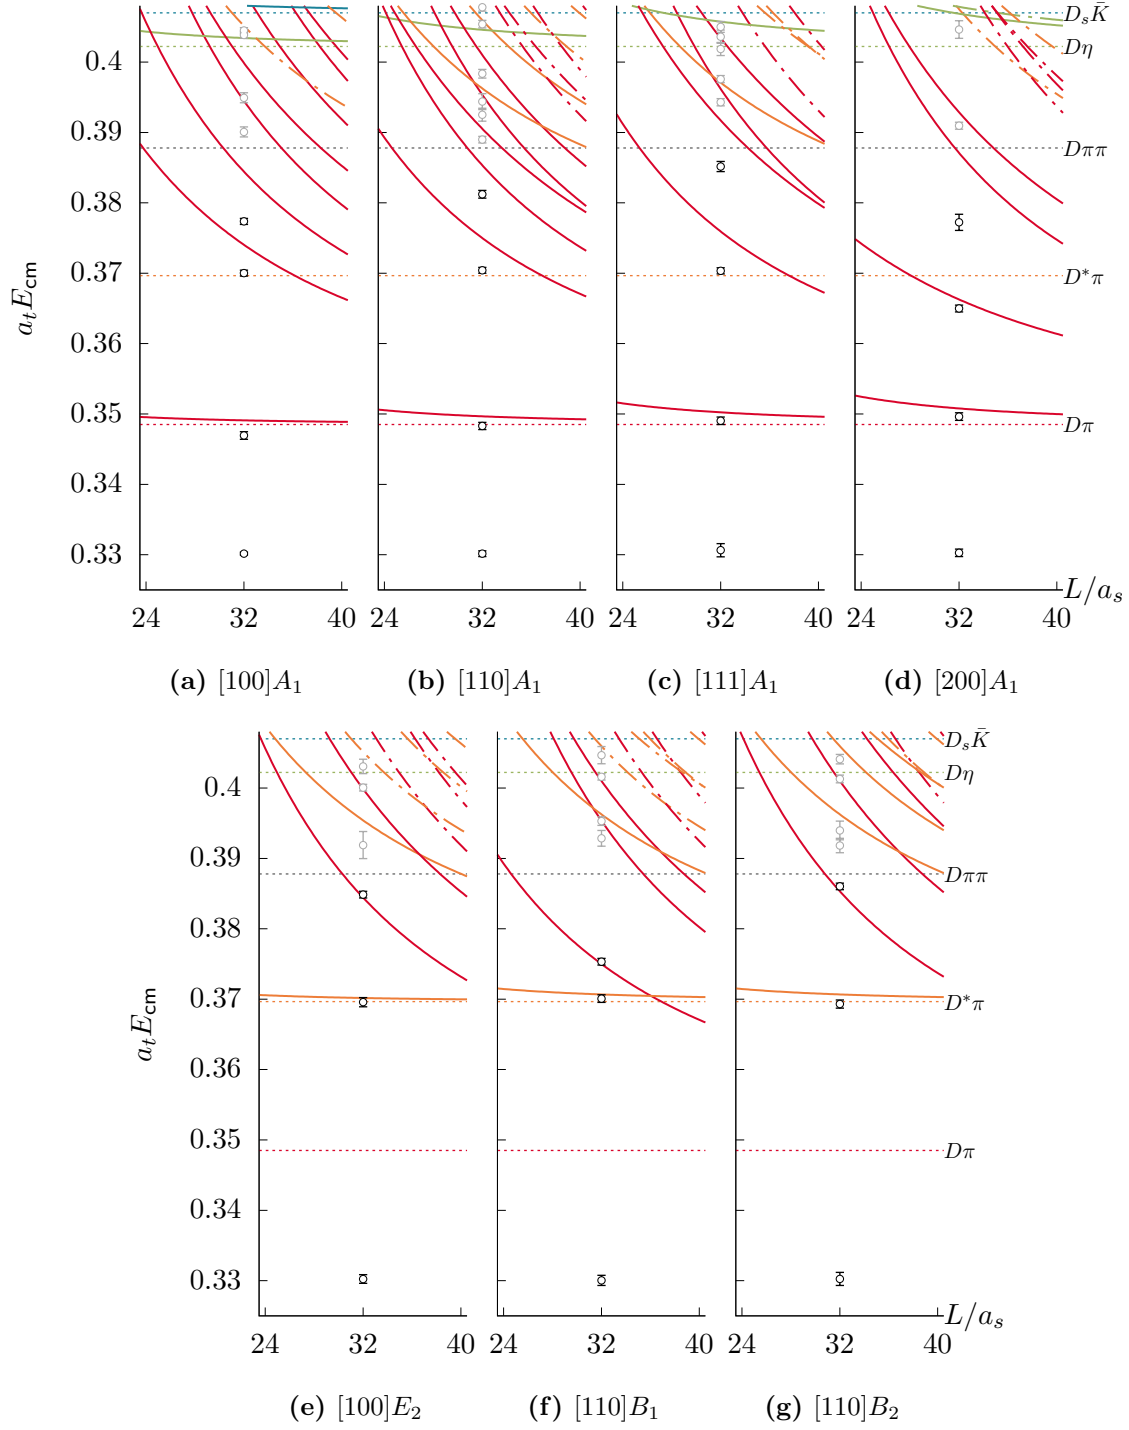 D_s K̄
Dη
0.4
0.39
Dππ
0.38
0.37
D*π
a_t E_cm
0.36
0.35
Dπ
0.34
0.33
L/a_s
24 32 40 24 32 40 24 32 40 24 32 40
(a) [100]A_1 (b) [110]A_1 (c) [111]A_1 (d) [200]A_1
D_s K̄
Dη
0.4
0.39
Dππ
0.38
0.37
D*π
a_t E_cm
0.36
0.35
Dπ
0.34
0.33
L/a_s
24 32 40 24 32 40 24 32 40
(e) [100]E_2 (f) [110]B_1 (g) [110]B_2